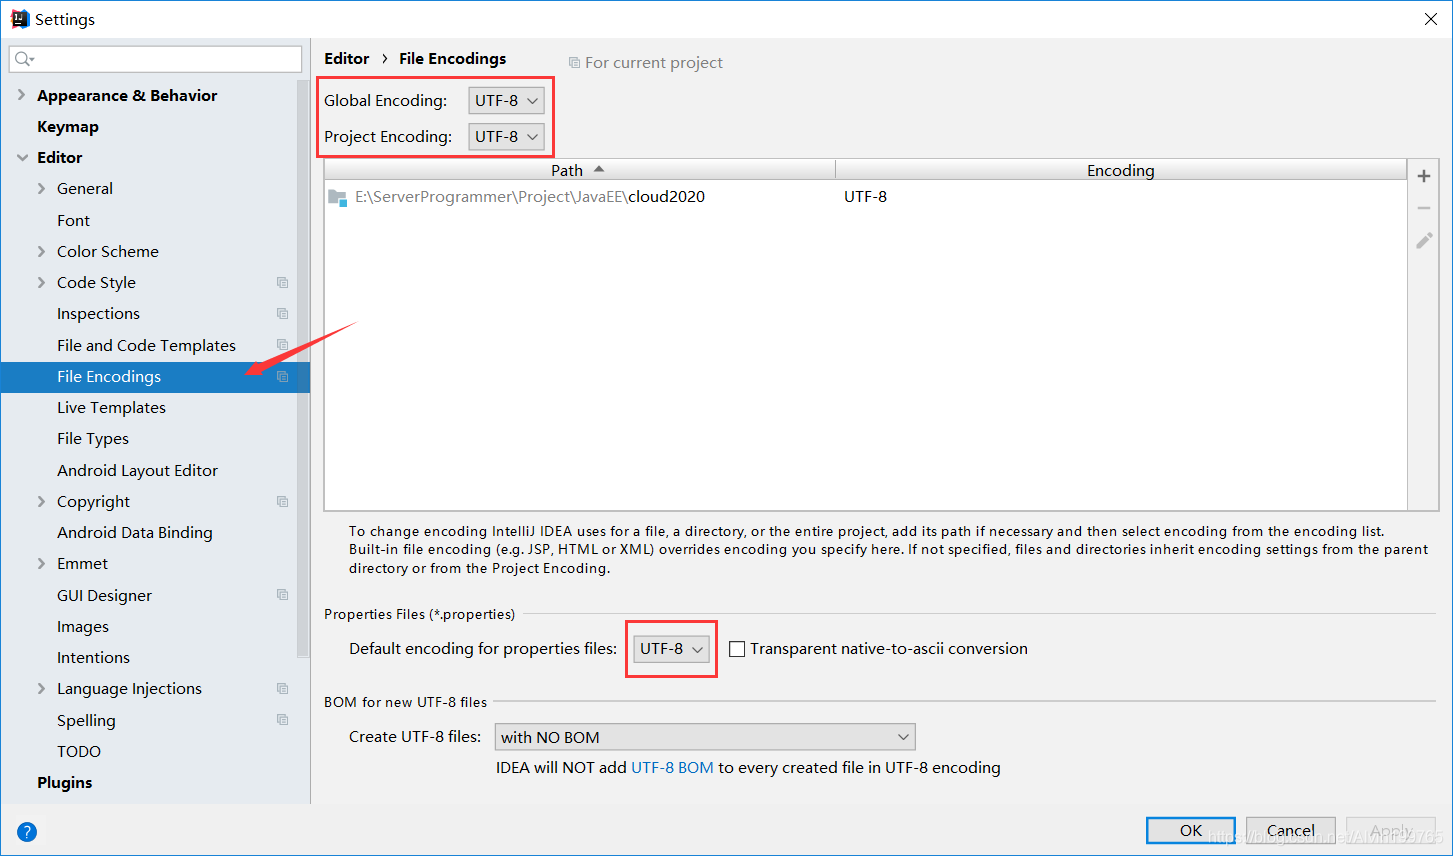 Settings
Appearance & Behavior
Keymap
Editor
General
Font
Color Scheme
Code Style
Inspections
File and Code Templates
File Encodings
Live Templates
File Types
Android Layout Editor
Copyright
Android Data Binding
Emmet
GUI Designer
Images
Intentions
Language Injections
Spelling
TODO
Plugins
Editor › File Encodings
For current project
Global Encoding: UTF-8
Project Encoding: UTF-8
Path Encoding
E:\ServerProgrammer\Project\JavaEE\cloud2020 UTF-8
To change encoding IntelliJ IDEA uses for a file, a directory, or the entire project, add its path if necessary and then select encoding from the encoding list.
Built-in file encoding (e.g. JSP, HTML or XML) overrides encoding you specify here. If not specified, files and directories inherit encoding settings from the parent
directory or from the Project Encoding.
Properties Files (*.properties)
Default encoding for properties files: UTF-8 Transparent native-to-ascii conversion
BOM for new UTF-8 files
Create UTF-8 files: with NO BOM
IDEA will NOT add UTF-8 BOM to every created file in UTF-8 encoding
?
OK Cancel Apply